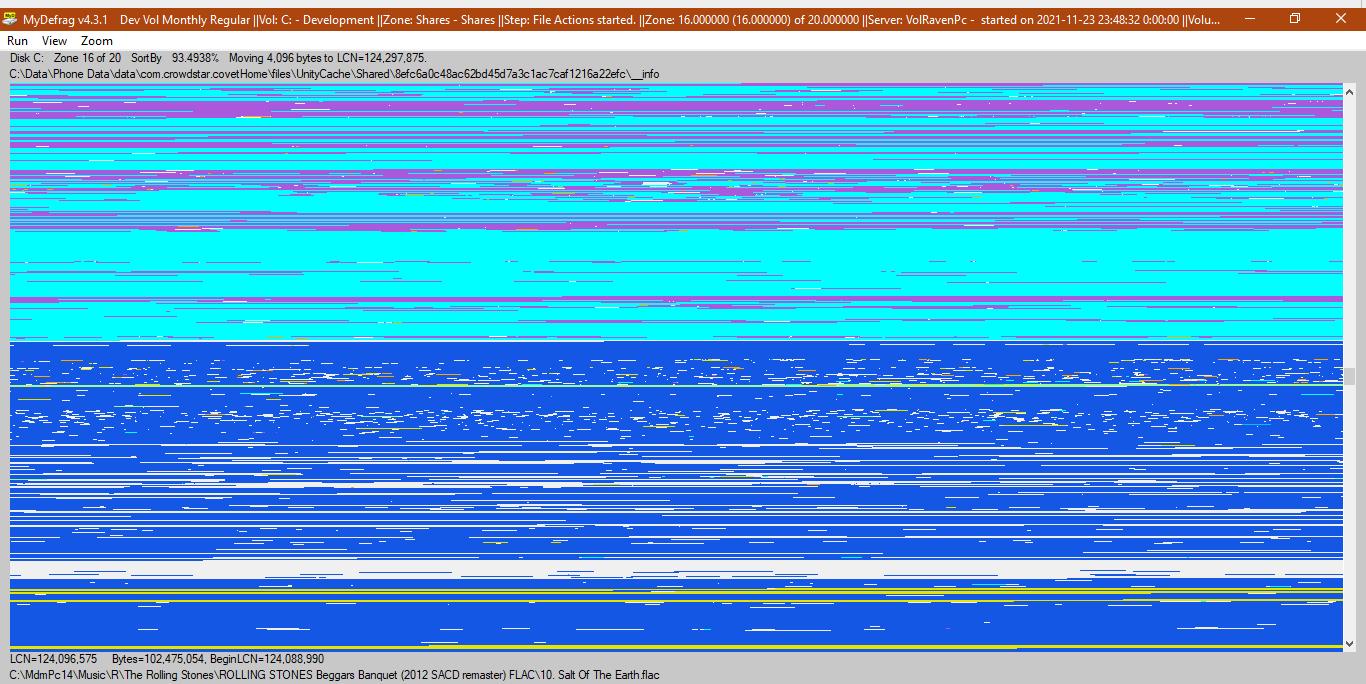 MyDefrag v4.3.1 Dev Vol Monthly Regular ||Vol: C: - Development ||Zone: Shares - Shares ||Step: File Actions started. ||Zone: 16.000000 (16.000000) of 20.000000 ||Server: VolRavenPc - started on 2021-11-23 23:48:32 0:00:00 ||Volu...
Run View Zoom
Disk C: Zone 16 of 20 SortBy 93.4938% Moving 4,096 bytes to LCN=124,297,875.
C:\Data\Phone Data\data\com.crowdstar.covetHome\files\UnityCache\Shared\8efc6a0c48ac62bd45d7a3c1ac7caf1216a22efc\__info
LCN=124,096,575 Bytes=102,475,054, BeginLCN=124,088,990
C:\MdmPc14\Music\R\The Rolling Stones\ROLLING STONES Beggars Banquet (2012 SACD remaster) FLAC\10. Salt Of The Earth.flac